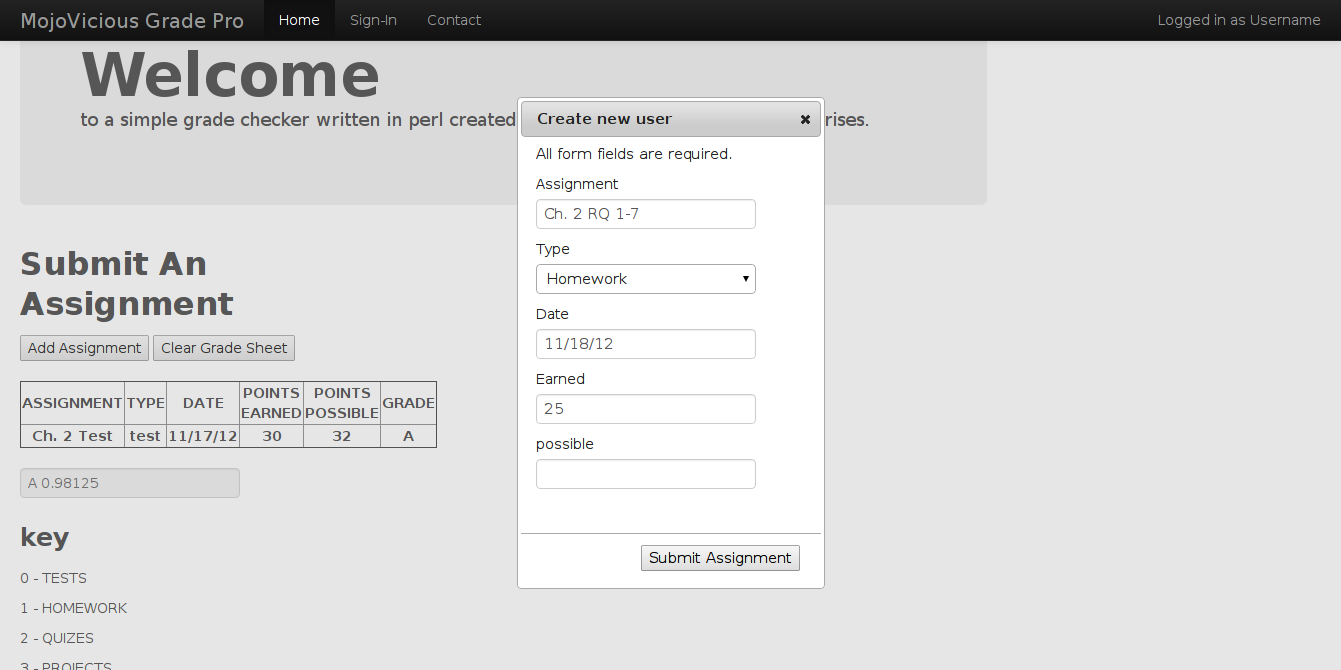 MojoVicious Grade Pro Home Sign-In Contact Logged in as Username
Welcome
to a simple grade checker written in perl created rises.
Submit An
Assignment
Add Assignment Clear Grade Sheet
ASSIGNMENT TYPE DATE POINTS EARNED POINTS POSSIBLE GRADE
Ch. 2 Test test 11/17/12 30 32 A
A 0.98125
key
0 - TESTS
1 - HOMEWORK
2 - QUIZES
3 - PROJECTS
Create new user
All form fields are required.
Assignment
Ch. 2 RQ 1-7
Type
Homework
Date
11/18/12
Earned
25
possible
Submit Assignment